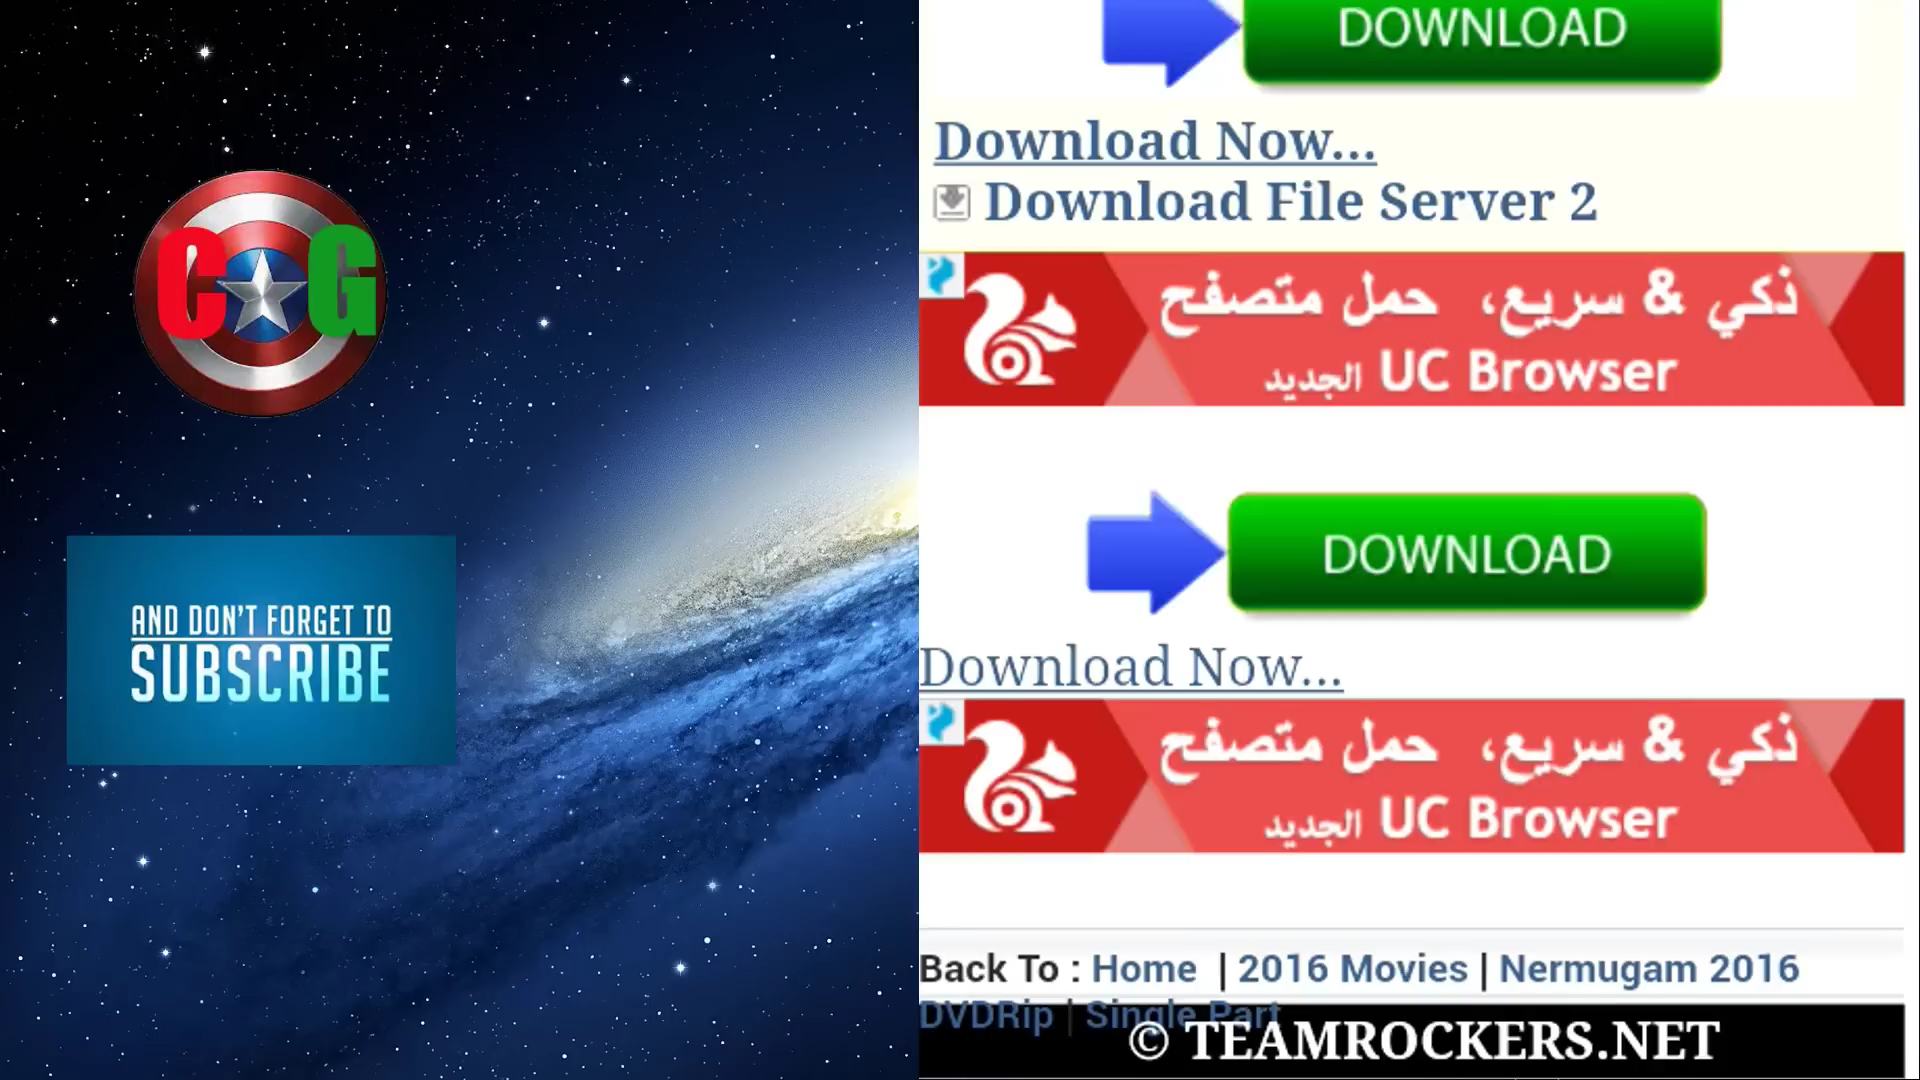 C G
AND DON'T FORGET TO
SUBSCRIBE
DOWNLOAD
Download Now...
Download File Server 2
ذكي & سريع، حمل متصفح
UC Browser الجديد
DOWNLOAD
Download Now...
ذكي & سريع، حمل متصفح
UC Browser الجديد
Back To : Home | 2016 Movies | Nermugam 2016
DVDRip | Single Part
© TEAMROCKERS.NET